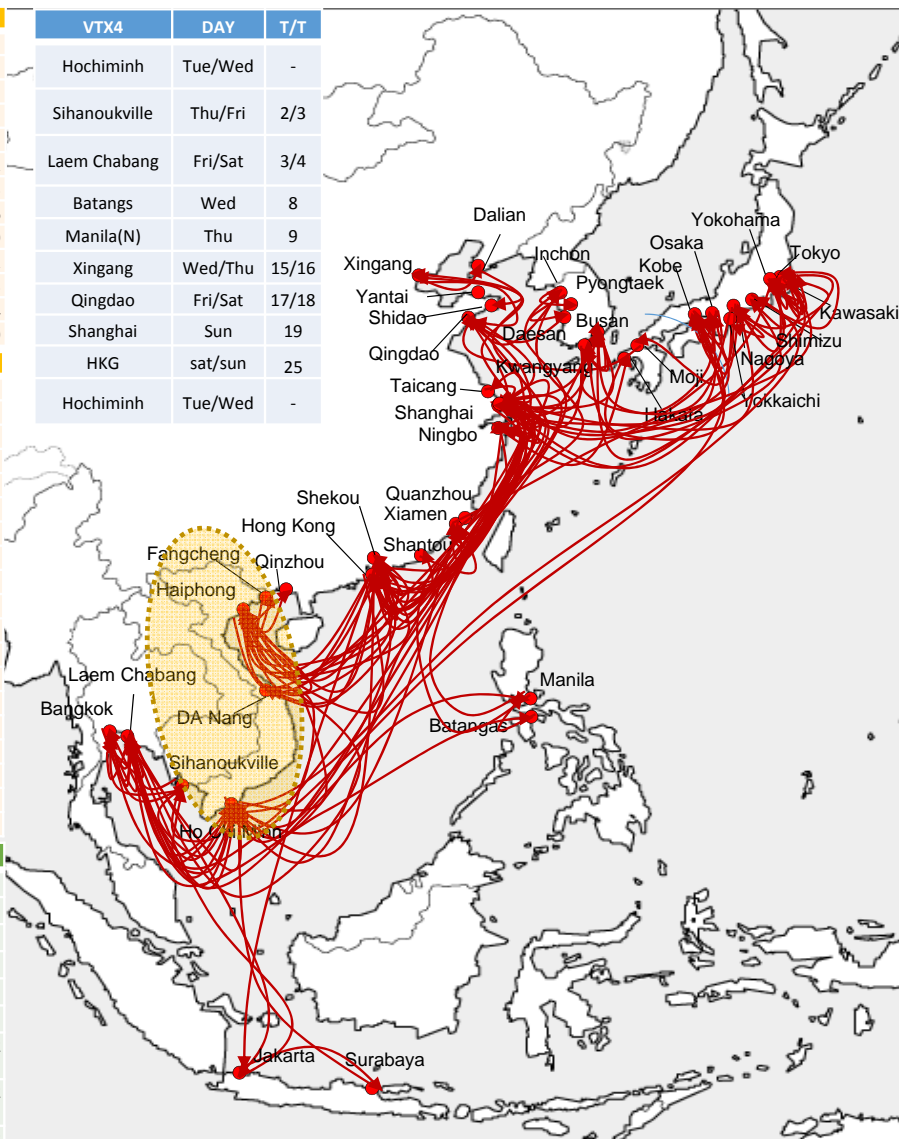 VTX4 DAY T/T
Hochiminh Tue/Wed -
Sihanoukville Thu/Fri 2/3
Laem Chabang Fri/Sat 3/4
Batangs Wed 8
Manila(N) Thu 9
Xingang Wed/Thu 15/16
Qingdao Fri/Sat 17/18
Shanghai Sun 19
HKG sat/sun 25
Hochiminh Tue/Wed -
Dalian
Yokohama
Inchon
Osaka
Tokyo
Xingang
Kobe
Pyongtaek
Yantai
Shidao
Kawasaki
Busan
Daesan
Shimizu
Qingdao
Nagoya
Kwangyang
Moji
Taicang
Yokkaichi
Shanghai
Hakata
Ningbo
Shekou
Quanzhou
Xiamen
Hong Kong
Shantou
Fangcheng
Qinzhou
Haiphong
Laem Chabang
Manila
Bangkok
DA Nang
Batangas
Sihanoukville
Jakarta
Surabaya